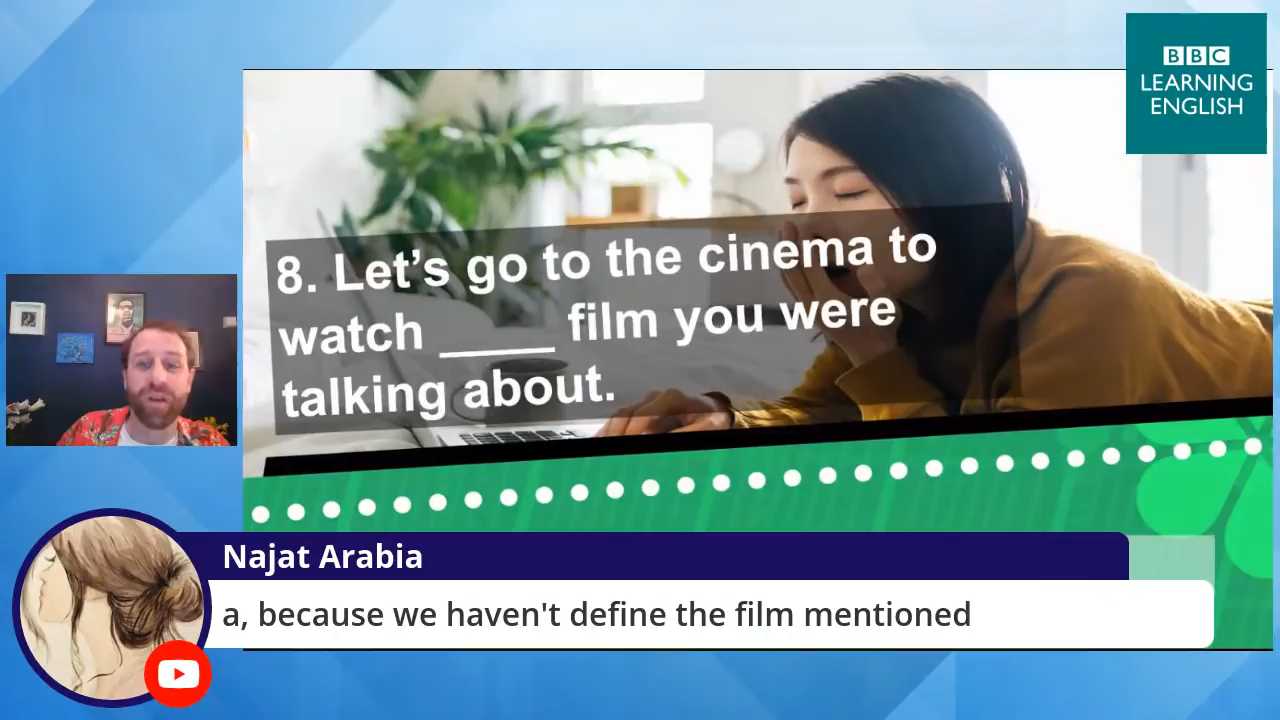 BBC
LEARNING
ENGLISH
8. Let's go to the cinema to
watch ____ film you were
talking about.
Najat Arabia
a, because we haven't define the film mentioned